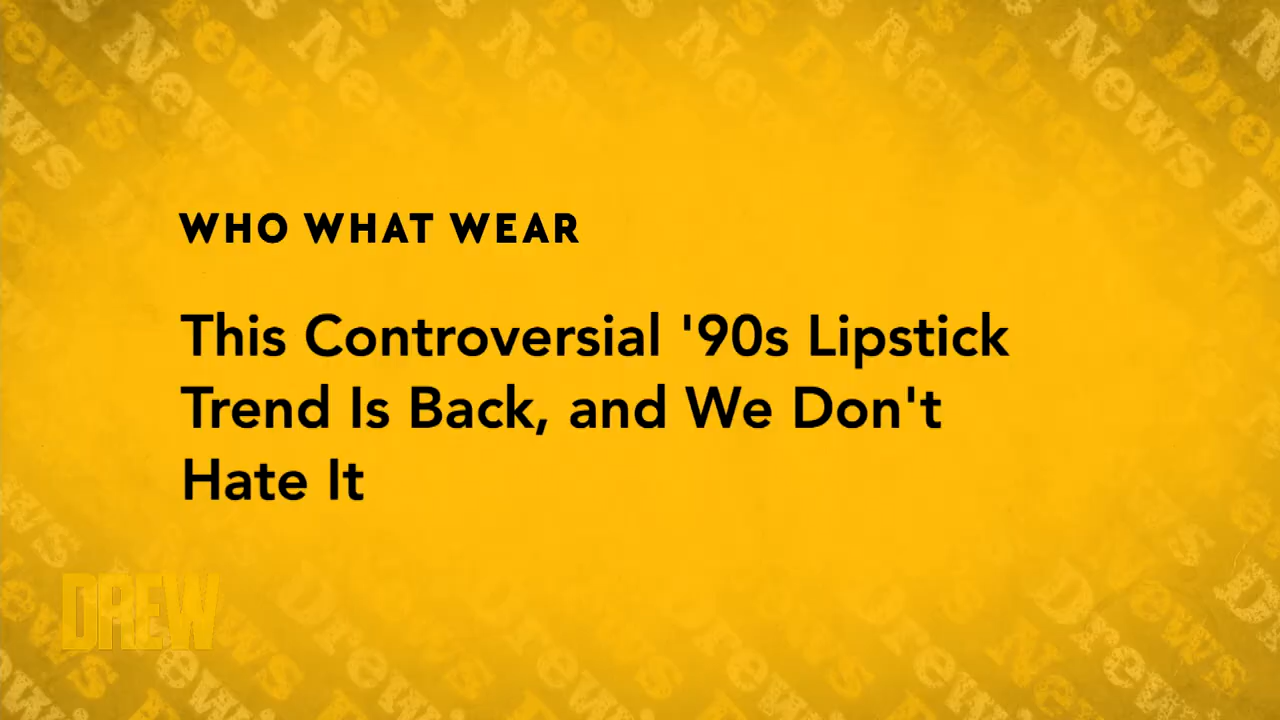 WHO WHAT WEAR
This Controversial '90s Lipstick
Trend Is Back, and We Don't
Hate It
DREW